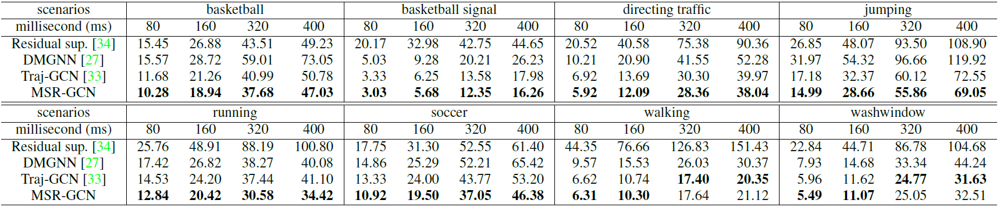 scenarios basketball basketball signal directing traffic jumping
millisecond (ms) 80 160 320 400 80 160 320 400 80 160 320 400 80 160 320 400
Residual sup. [34] 15.45 26.88 43.51 49.23 20.17 32.98 42.75 44.65 20.52 40.58 75.38 90.36 26.85 48.07 93.50 108.90
DMGNN [27] 15.57 28.72 59.01 73.05 5.03 9.28 20.21 26.23 10.21 20.90 41.55 52.28 31.97 54.32 96.66 119.92
Traj-GCN [33] 11.68 21.26 40.99 50.78 3.33 6.25 13.58 17.98 6.92 13.69 30.30 39.97 17.18 32.37 60.12 72.55
MSR-GCN 10.28 18.94 37.68 47.03 3.03 5.68 12.35 16.26 5.92 12.09 28.36 38.04 14.99 28.66 55.86 69.05
scenarios running soccer walking washwindow
millisecond (ms) 80 160 320 400 80 160 320 400 80 160 320 400 80 160 320 400
Residual sup. [34] 25.76 48.91 88.19 100.80 17.75 31.30 52.55 61.40 44.35 76.66 126.83 151.43 22.84 44.71 86.78 104.68
DMGNN [27] 17.42 26.82 38.27 40.08 14.86 25.29 52.21 65.42 9.57 15.53 26.03 30.37 7.93 14.68 33.34 44.24
Traj-GCN [33] 14.53 24.20 37.44 41.10 13.33 24.00 43.77 53.20 6.62 10.74 17.40 20.35 5.96 11.62 24.77 31.63
MSR-GCN 12.84 20.42 30.58 34.42 10.92 19.50 37.05 46.38 6.31 10.30 17.64 21.12 5.49 11.07 25.05 32.51